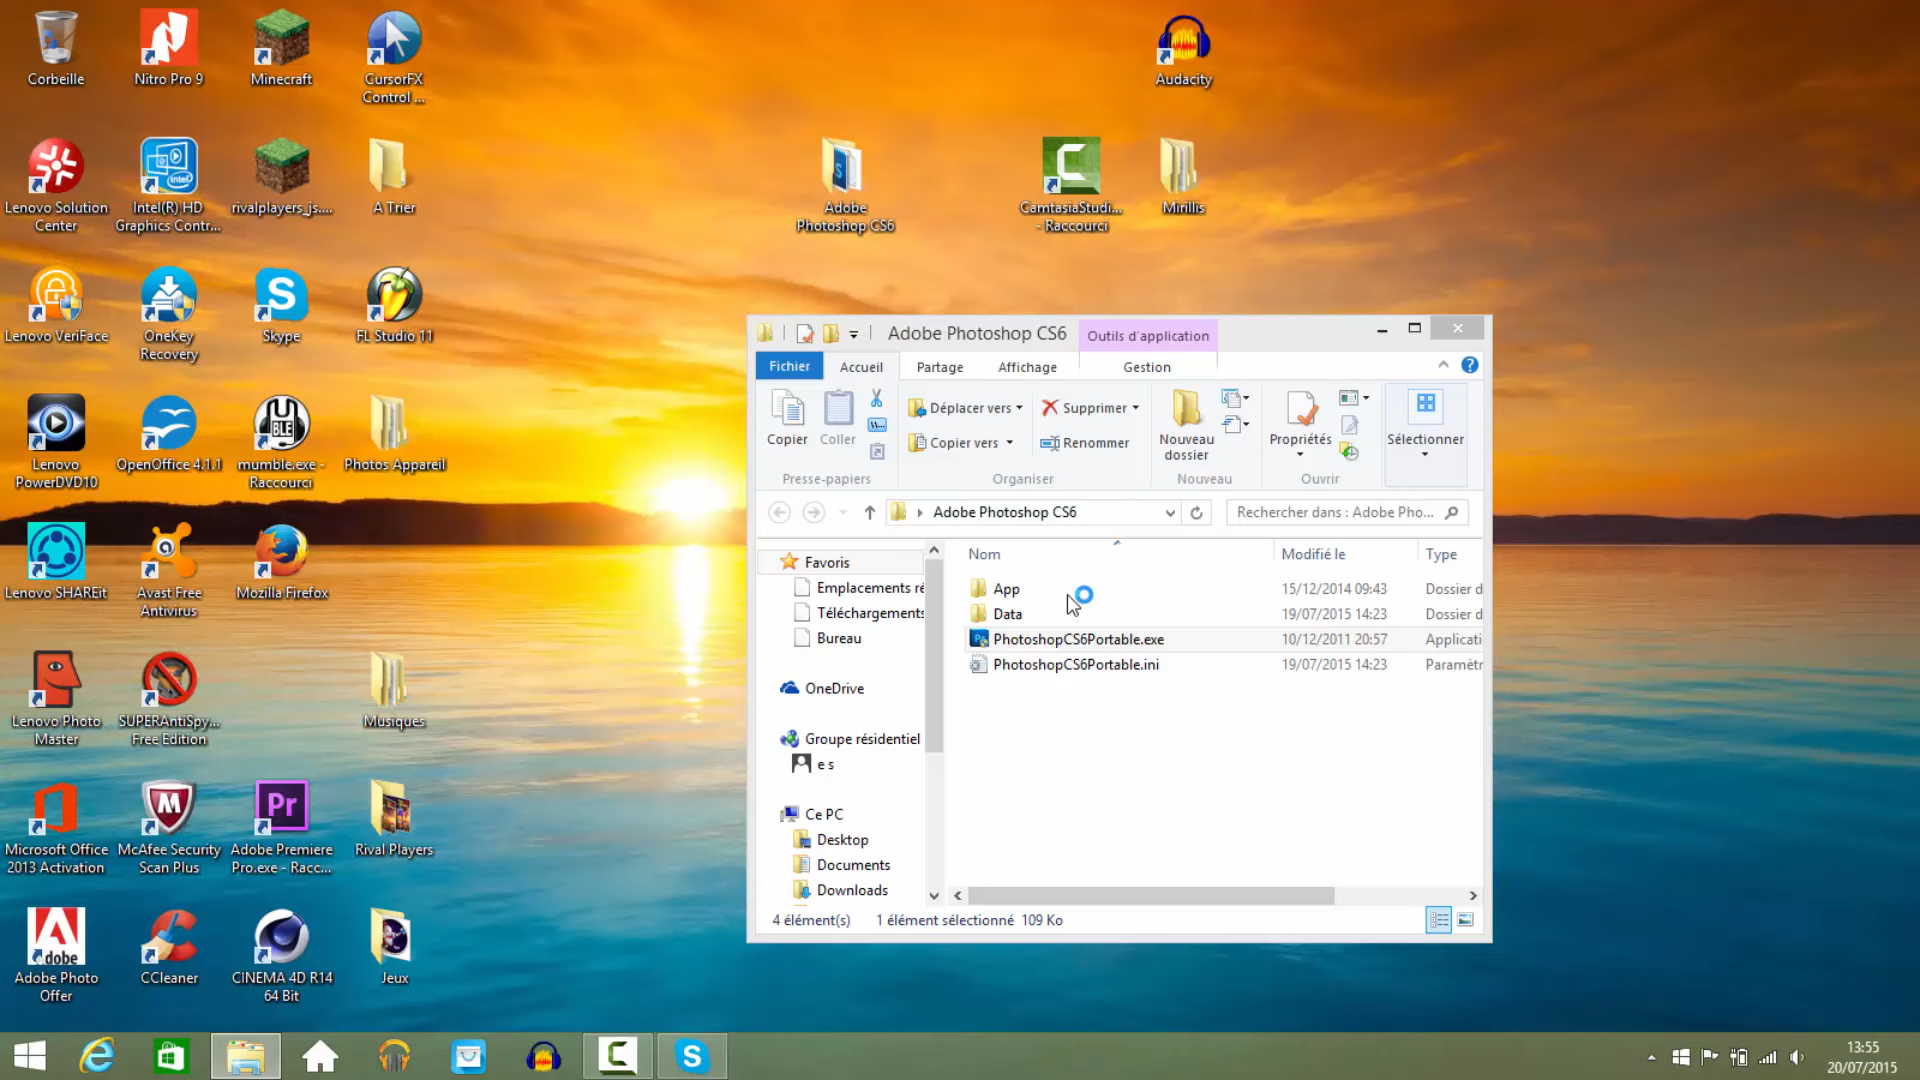 Corbeille
Nitro Pro 9
Minecraft
CursorFX
Control ...
Audacity
Lenovo Solution
Center
Intel(R) HD
Graphics Contr...
rivalplayers_js....
A Trier
Adobe
Photoshop CS6
CamtasiaStudi...
- Raccourci
Mirillis
Lenovo VeriFace
OneKey
Recovery
Skype
FL Studio 11
Lenovo
PowerDVD10
OpenOffice 4.1.1
mumble.exe -
Raccourci
Photos Appareil
Lenovo SHAREit
Avast Free
Antivirus
Mozilla Firefox
Lenovo Photo
Master
SUPERAntiSpy...
Free Edition
Musiques
Microsoft Office
2013 Activation
McAfee Security
Scan Plus
Adobe Premiere
Pro.exe - Racc...
Rival Players
Adobe Photo
Offer
CCleaner
CINEMA 4D R14
64 Bit
Jeux
Adobe Photoshop CS6
Outils d'application
Fichier
Accueil
Partage
Affichage
Gestion
Copier
Coller
Déplacer vers
Copier vers
Supprimer
Renommer
Nouveau
dossier
Propriétés
Sélectionner
Presse-papiers
Organiser
Nouveau
Ouvrir
Adobe Photoshop CS6
Rechercher dans : Adobe Pho...
Favoris
Emplacements ré
Téléchargements
Bureau
OneDrive
Groupe résidentiel
e s
Ce PC
Desktop
Documents
Downloads
Nom
Modifié le
Type
App
15/12/2014 09:43
Dossier d
Data
19/07/2015 14:23
Dossier d
PhotoshopCS6Portable.exe
10/12/2011 20:57
Applicati
PhotoshopCS6Portable.ini
19/07/2015 14:23
Paramètr
4 élément(s)
1 élément sélectionné 109 Ko
13:55
20/07/2015